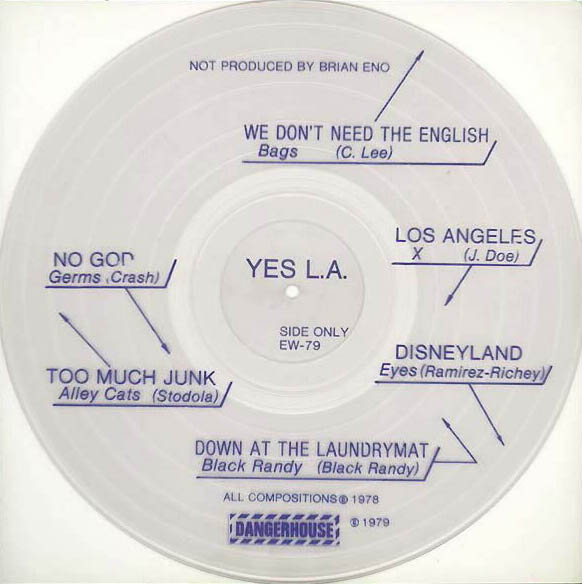 NOT PRODUCED BY BRIAN ENO
WE DON'T NEED THE ENGLISH
Bags (C. Lee)
LOS ANGELES
X (J. Doe)
NO GOD
Germs (Crash)
YES L.A.
SIDE ONLY
EW-79
DISNEYLAND
Eyes (Ramirez-Richey)
TOO MUCH JUNK
Alley Cats (Stodola)
DOWN AT THE LAUNDRYMAT
Black Randy (Black Randy)
ALL COMPOSITIONS℗ 1978
DANGERHOUSE
℗ 1979